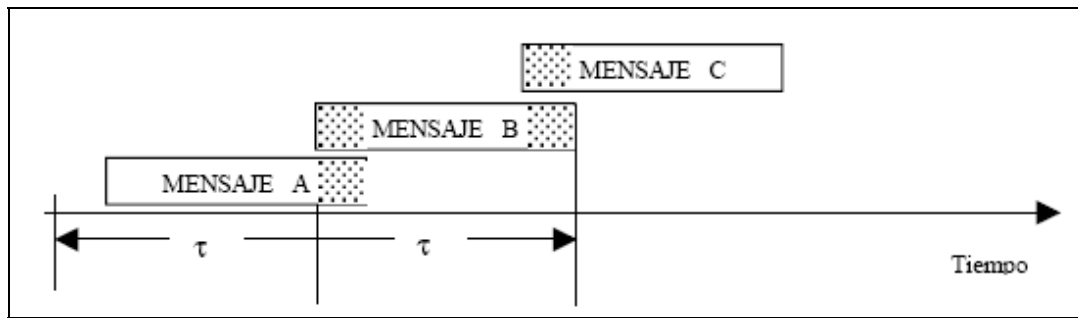 MENSAJE C
MENSAJE B
MENSAJE A
τ τ
Tiempo